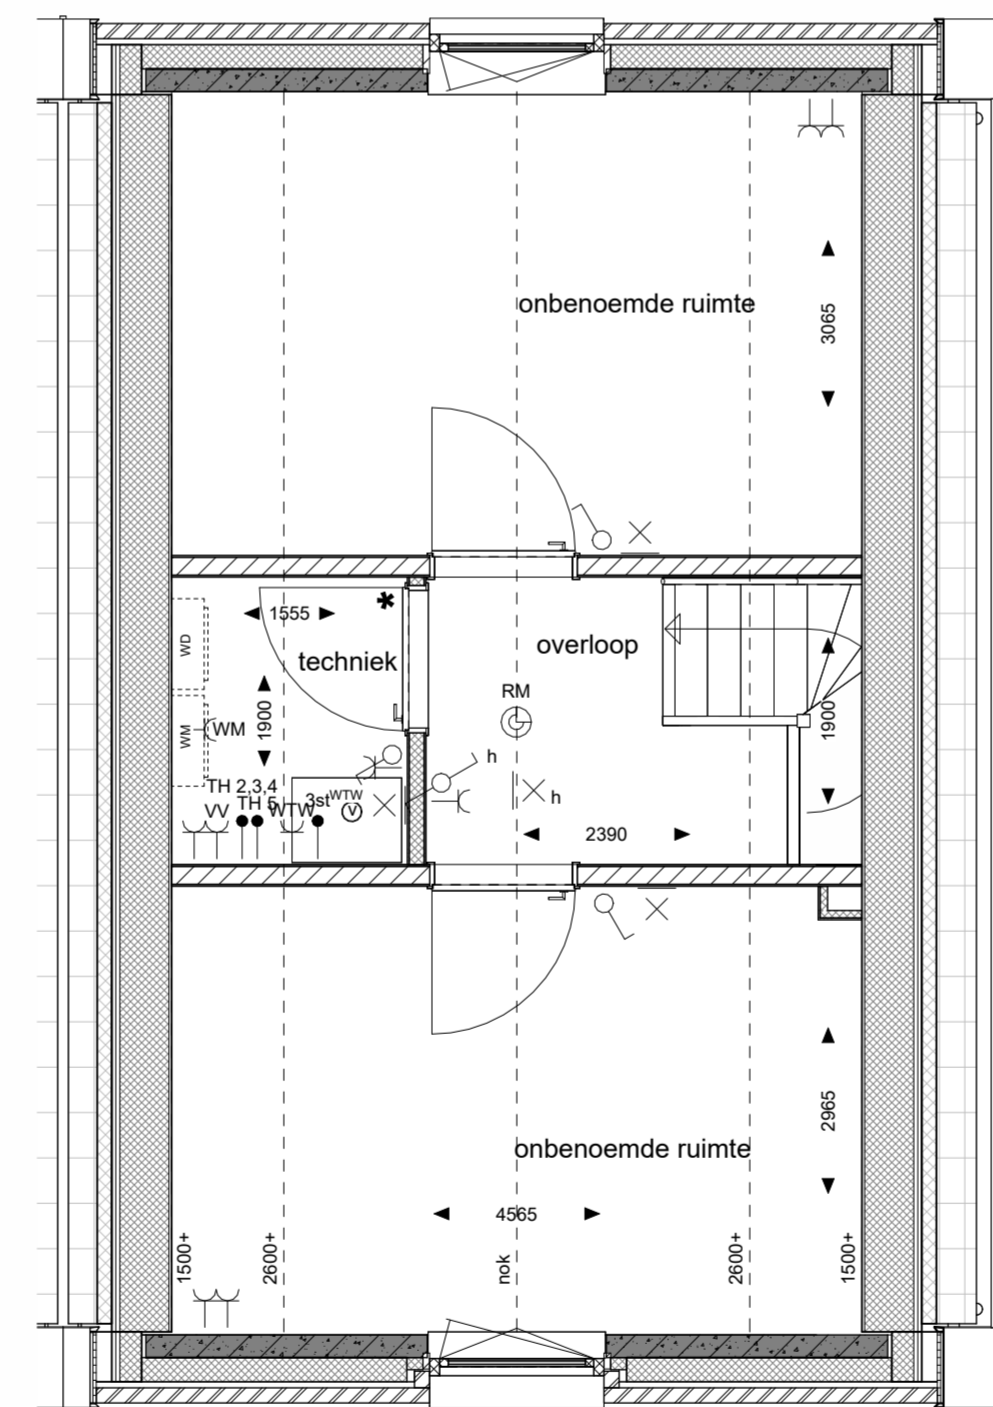 onbenoemde ruimte
3065
1555
*
techniek
overloop
WD
WM
WM
1900
RM
1900
h
TH 2,3,4
TH 5
VV
WTW
3st WTW
V
h
2390
2965
onbenoemde ruimte
4565
1500+
2600+
nok
2600+
1500+